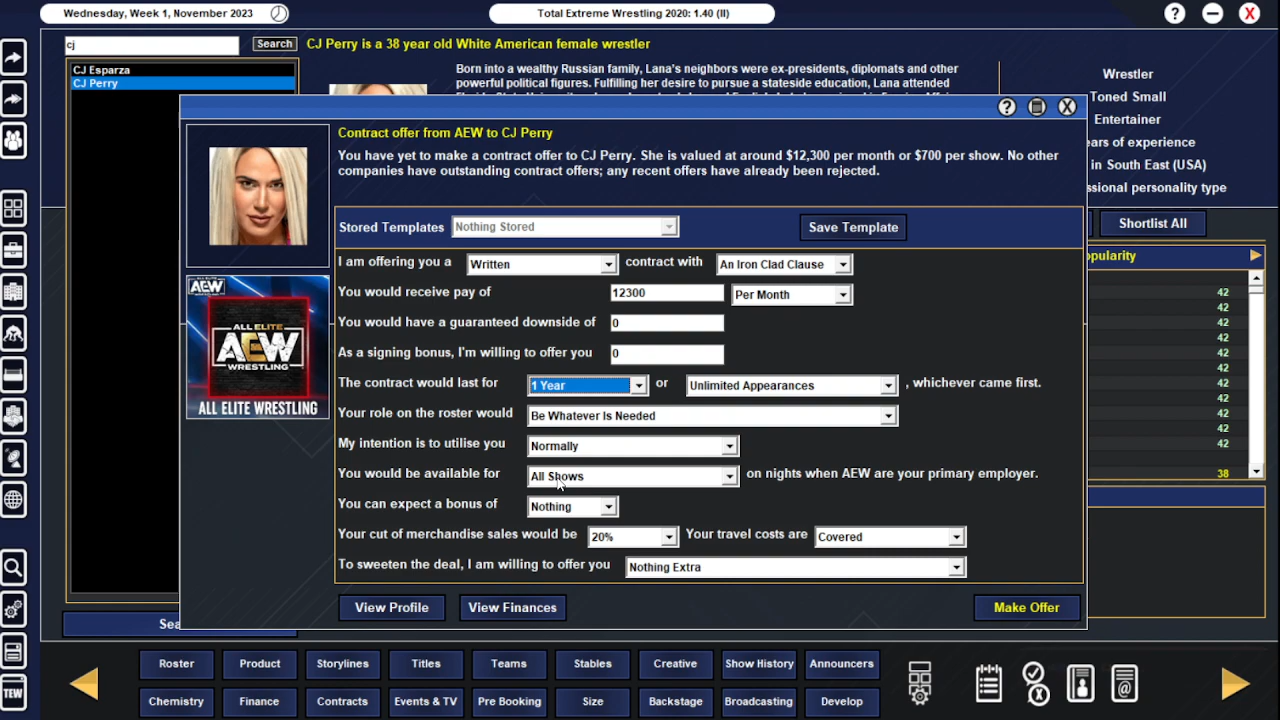 Wednesday, Week 1, November 2023
Total Extreme Wrestling 2020: 1.40 (II)
?
X
cj
Search
CJ Perry is a 38 year old White American female wrestler
CJ Esparza
CJ Perry
Born into a wealthy Russian family, Lana's neighbors were ex-presidents, diplomats and other
powerful political figures. Fulfilling her desire to pursue a stateside education, Lana attended
Wrestler
Toned Small
Entertainer
ears of experience
in South East (USA)
ssional personality type
Shortlist All
opularity
42
42
42
42
42
42
42
42
42
42
42
38
? X
Contract offer from AEW to CJ Perry
You have yet to make a contract offer to CJ Perry. She is valued at around $12,300 per month or $700 per show. No other
companies have outstanding contract offers; any recent offers have already been rejected.
Stored Templates Nothing Stored Save Template
I am offering you a Written contract with An Iron Clad Clause
You would receive pay of 12300 Per Month
You would have a guaranteed downside of 0
As a signing bonus, I'm willing to offer you 0
The contract would last for 1 Year or Unlimited Appearances , whichever came first.
Your role on the roster would Be Whatever Is Needed
My intention is to utilise you Normally
You would be available for All Shows on nights when AEW are your primary employer.
You can expect a bonus of Nothing
Your cut of merchandise sales would be 20% Your travel costs are Covered
To sweeten the deal, I am willing to offer you Nothing Extra
AEW
ALL ELITE
AEW
WRESTLING
ALL ELITE WRESTLING
View Profile View Finances Make Offer
Sea
Roster Product Storylines Titles Teams Stables Creative Show History Announcers
Chemistry Finance Contracts Events & TV Pre Booking Size Backstage Broadcasting Develop
TEW